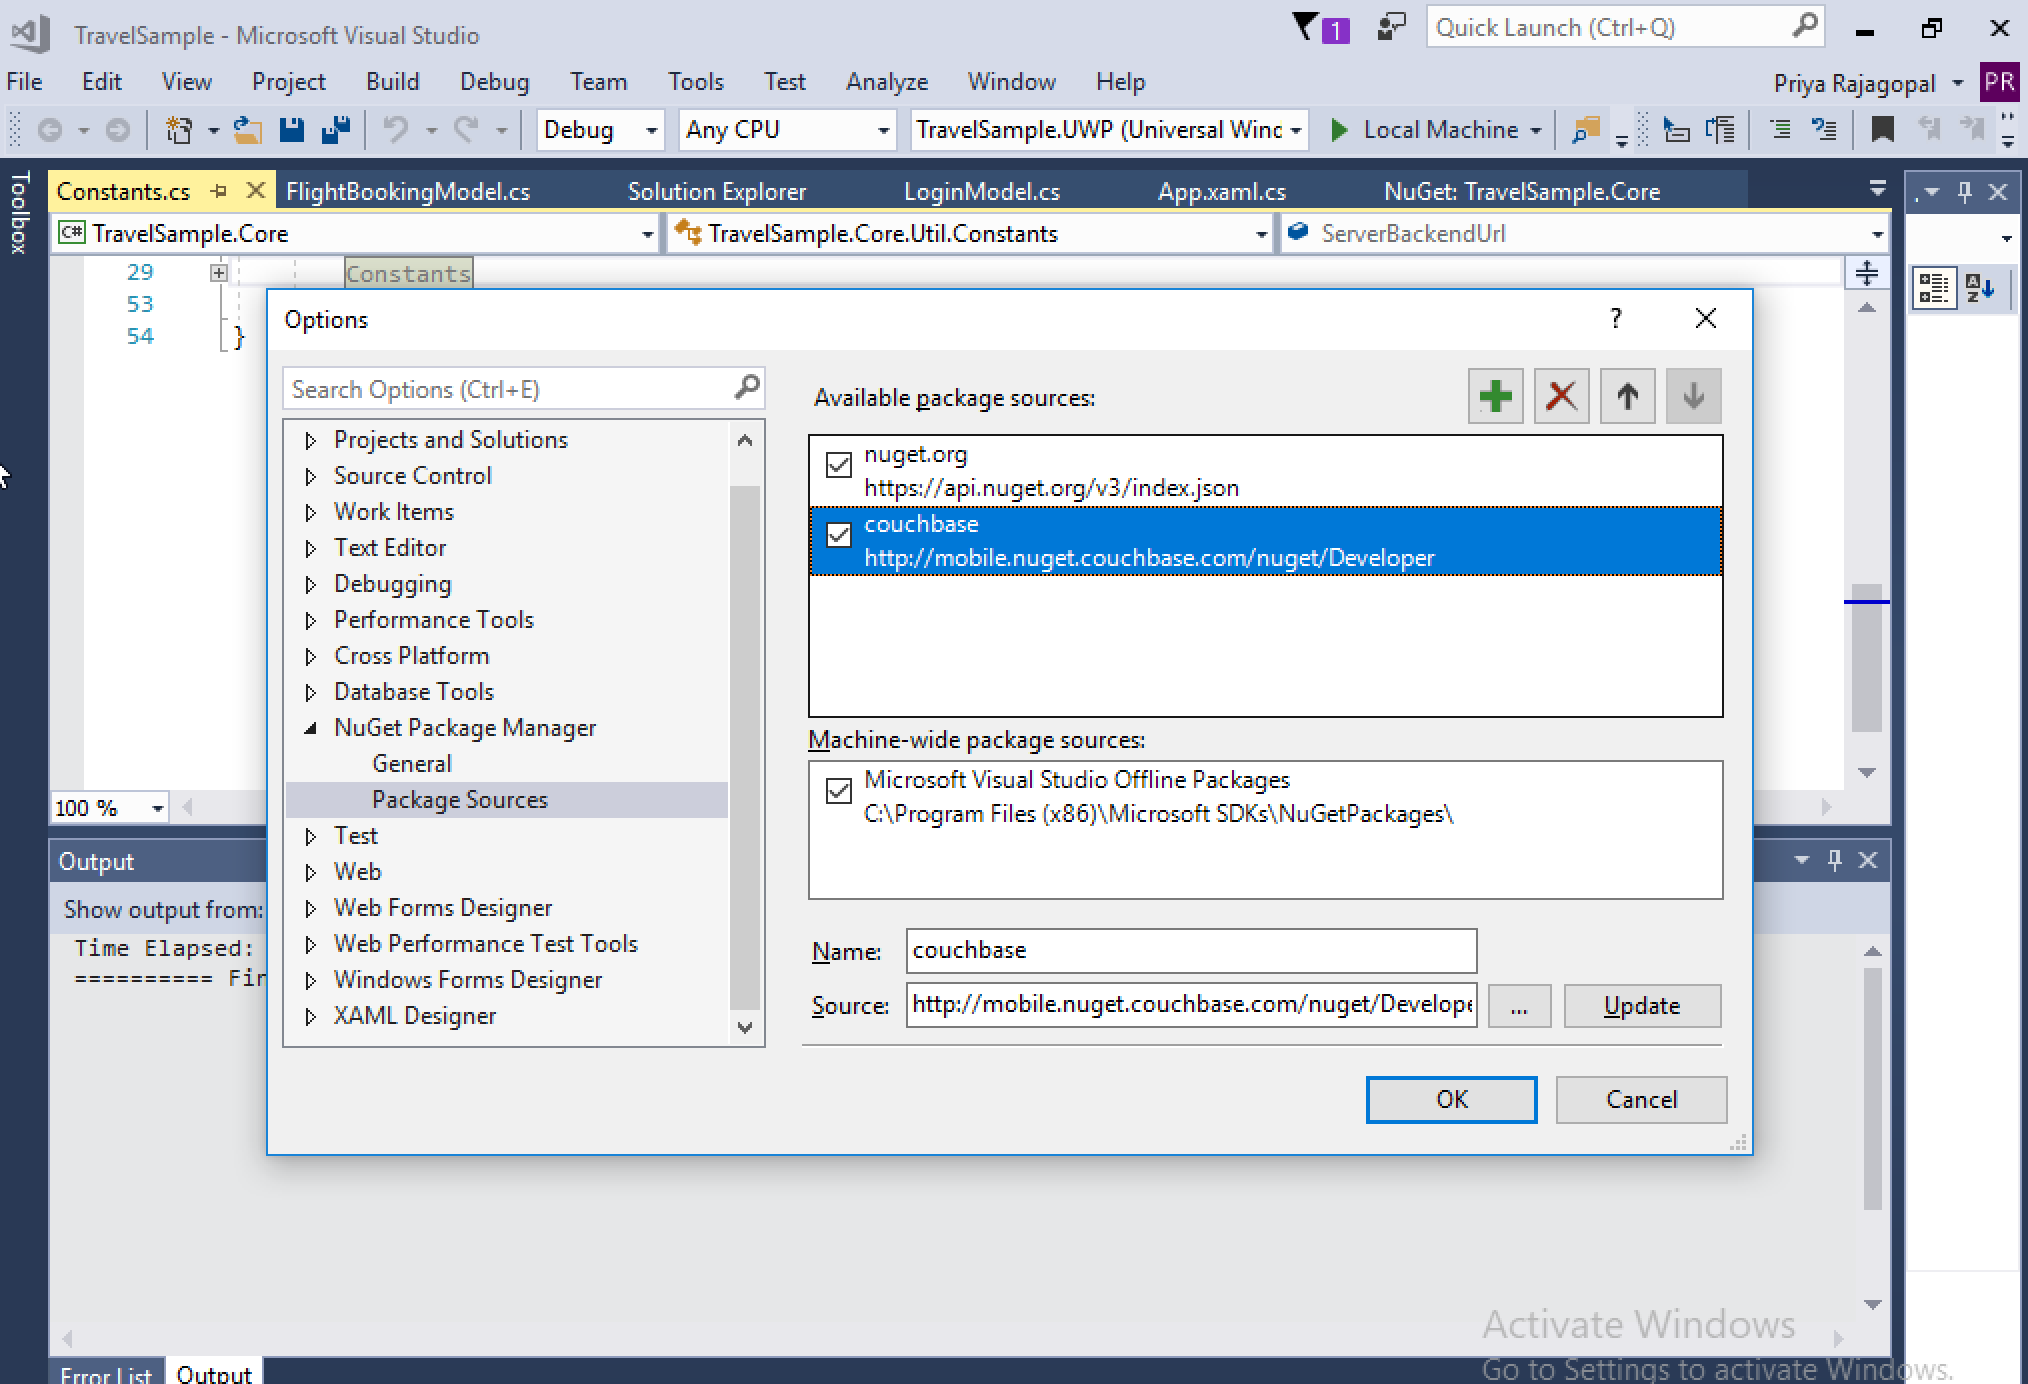 TravelSample - Microsoft Visual Studio
1
Quick Launch (Ctrl+Q)
File Edit View Project Build Debug Team Tools Test Analyze Window Help
Priya Rajagopal
PR
Debug
Any CPU
TravelSample.UWP (Universal Winc
Local Machine
Toolbox
Constants.cs
FlightBookingModel.cs
Solution Explorer
LoginModel.cs
App.xaml.cs
NuGet: TravelSample.Core
C# TravelSample.Core
TravelSample.Core.Util.Constants
ServerBackendUrl
29 Constants
53
54 }
Options
?
Search Options (Ctrl+E)
Projects and Solutions
Source Control
Work Items
Text Editor
Debugging
Performance Tools
Cross Platform
Database Tools
NuGet Package Manager
General
Package Sources
Test
Web
Web Forms Designer
Web Performance Test Tools
Windows Forms Designer
XAML Designer
Available package sources:
nuget.org
https://api.nuget.org/v3/index.json
couchbase
http://mobile.nuget.couchbase.com/nuget/Developer
Machine-wide package sources:
Microsoft Visual Studio Offline Packages
C:\Program Files (x86)\Microsoft SDKs\NuGetPackages\
Name: couchbase
Source: http://mobile.nuget.couchbase.com/nuget/Develope
...
Update
OK
Cancel
100 %
Output
Show output from:
Time Elapsed:
========== Fir
Activate Windows
Go to Settings to activate Windows.
Error List
Output